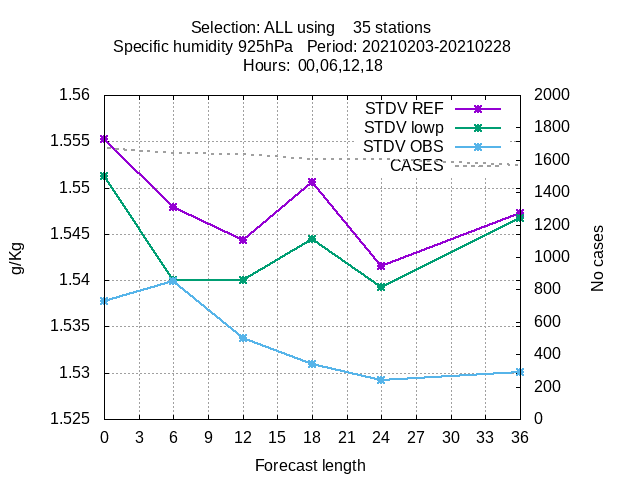 Selection: ALL using    35 stations
Specific humidity 925hPa   Period: 20210203-20210228
Hours:  00,06,12,18
1.56
1.555
1.55
1.545
1.54
1.535
1.53
1.525
2000
1800
1600
1400
1200
1000
800
600
400
200
0
STDV REF
STDV lowp
STDV OBS
CASES
g/Kg
No cases
0 3 6 9 12 15 18 21 24 27 30 33 36
Forecast length